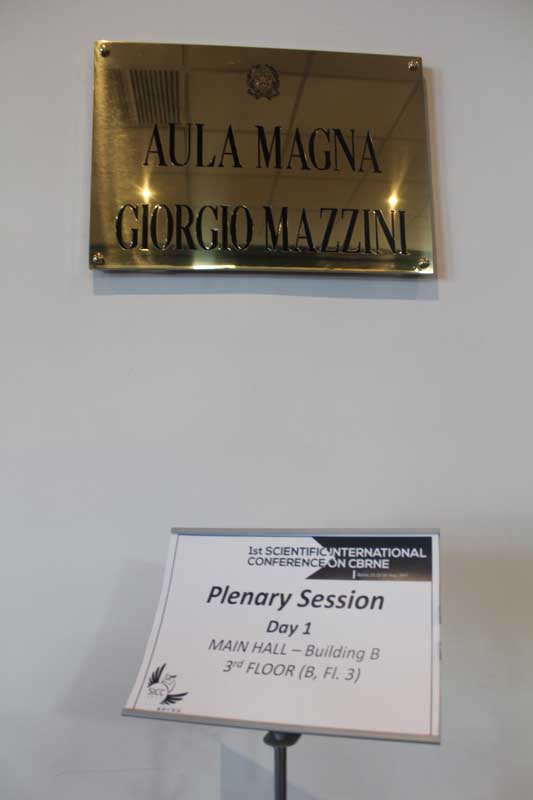 AULA MAGNA
GIORGIO MAZZINI
1st SCIENTIFIC INTERNATIONAL
CONFERENCE ON CBRNE
Plenary Session
Day 1
MAIN HALL – Building B
3rd FLOOR (B, Fl. 3)
SICC